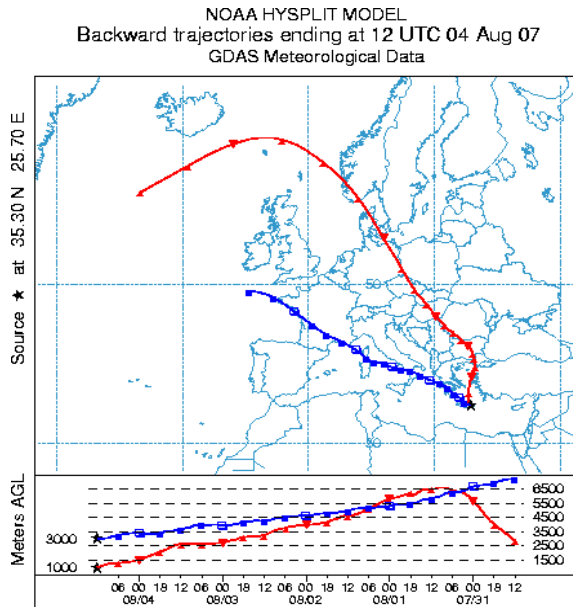 NOAA HYSPLIT MODEL
Backward trajectories ending at 12 UTC 04 Aug 07
GDAS Meteorological Data
Source ★ at 35.30 N 25.70 E
50
30
Meters AGL
3000
1000
6500
5500
4500
3500
2500
1500
06 00 18 12 06 00 18 12 06 00 18 12 06 00 18 12 06 00 18 12
08/04 08/03 08/02 08/01 07/31